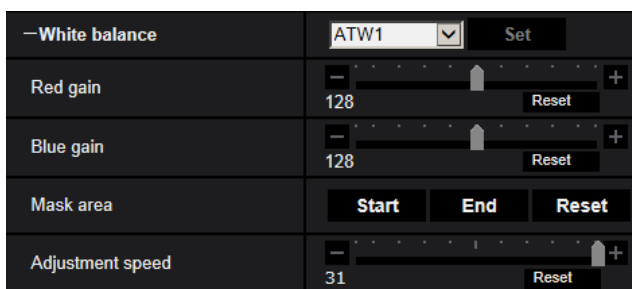 —White balance ATW1 Set
Red gain − +
128 Reset
Blue gain − +
128 Reset
Mask area Start End Reset
Adjustment speed − +
31 Reset